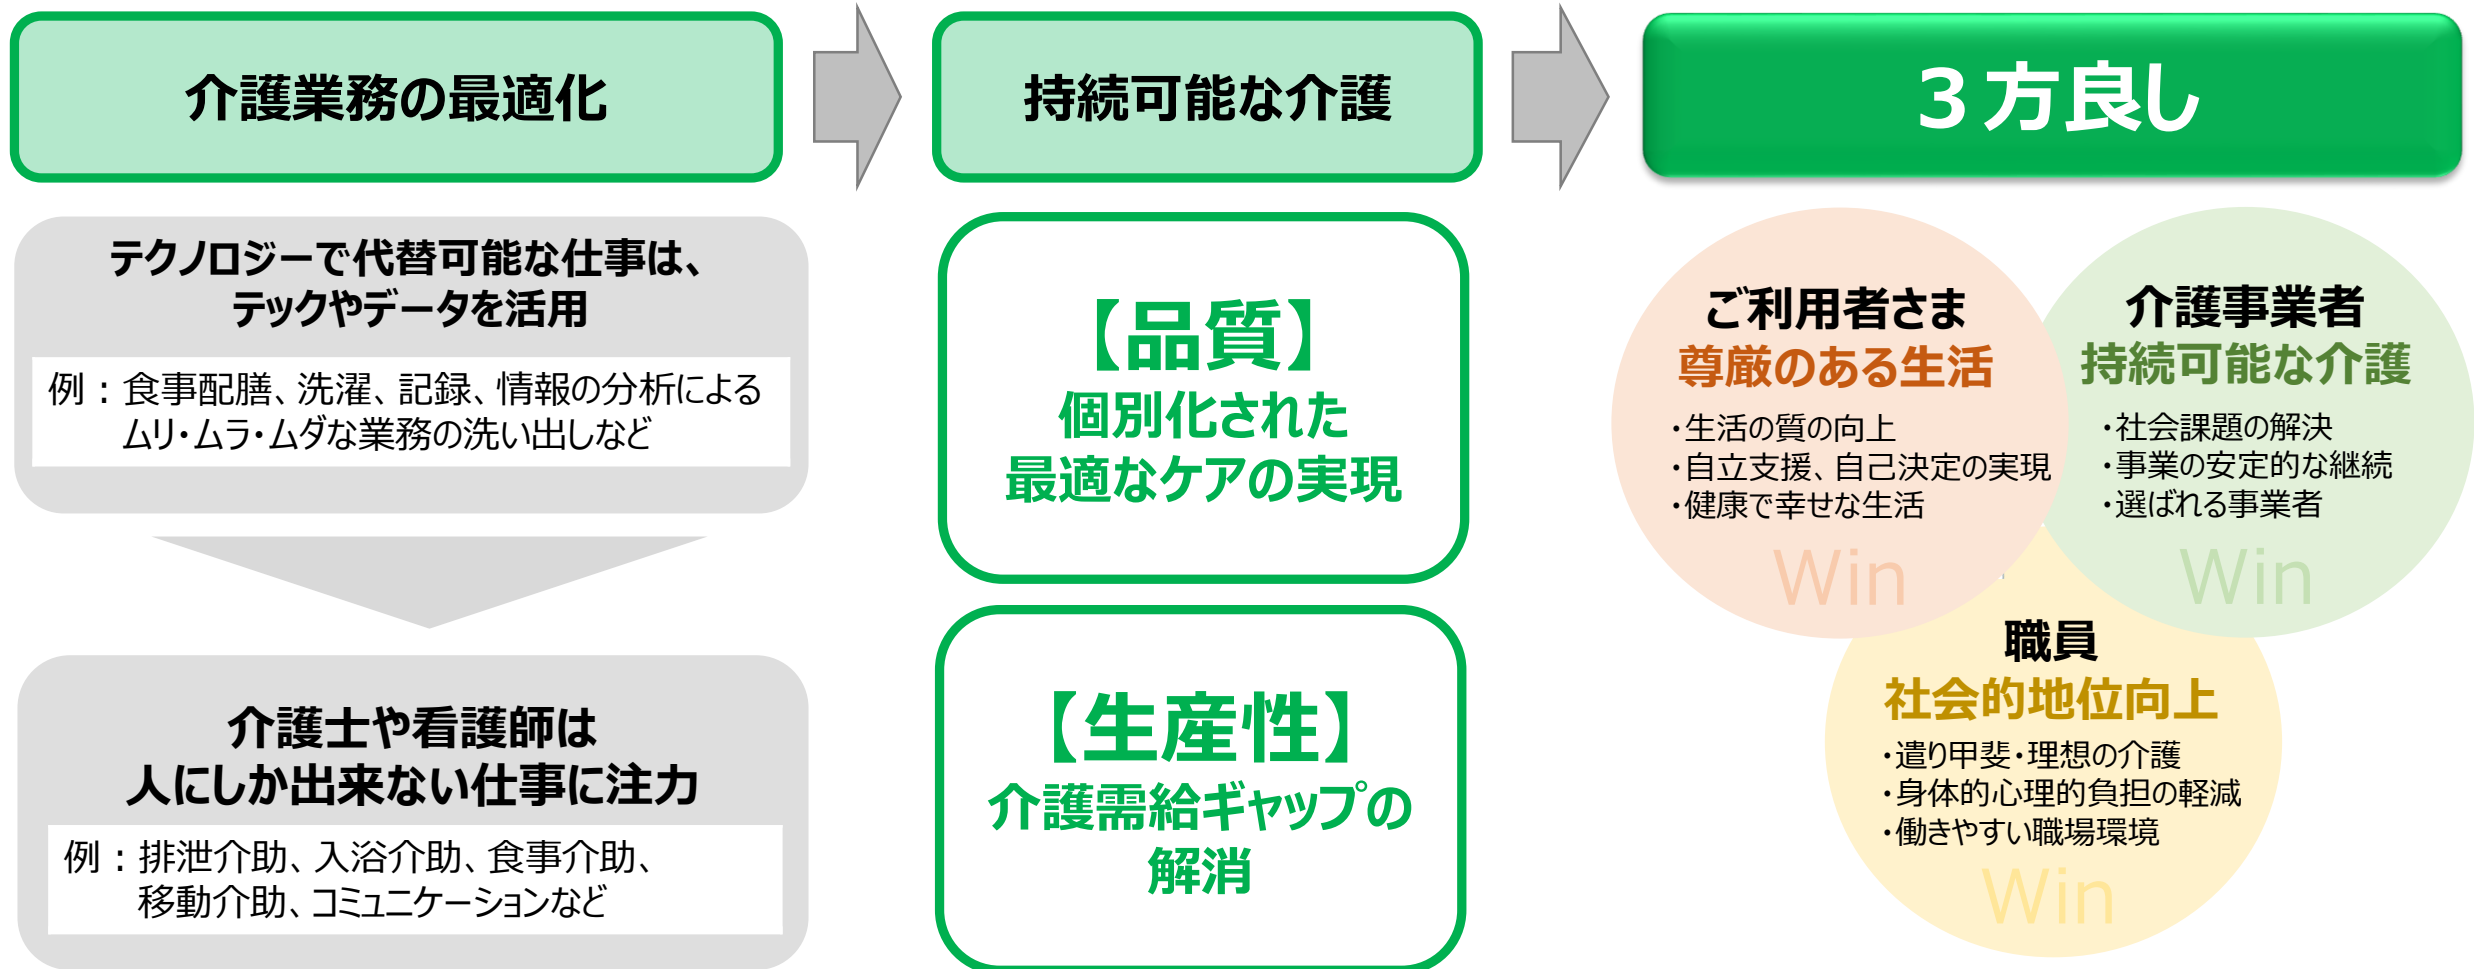 介護業務の最適化
持続可能な介護
３方良し
テクノロジーで代替可能な仕事は、
テックやデータを活用
例：食事配膳、洗濯、記録、情報の分析による
ムリ・ムラ・ムダな業務の洗い出しなど
介護士や看護師は
人にしか出来ない仕事に注力
例：排泄介助、入浴介助、食事介助、
移動介助、コミュニケーションなど
【品質】
個別化された
最適なケアの実現
【生産性】
介護需給ギャップの
解消
ご利用者さま
尊厳のある生活
・生活の質の向上
・自立支援、自己決定の実現
・健康で幸せな生活
Win
介護事業者
持続可能な介護
・社会課題の解決
・事業の安定的な継続
・選ばれる事業者
Win
職員
社会的地位向上
・遣り甲斐・理想の介護
・身体的心理的負担の軽減
・働きやすい職場環境
Win